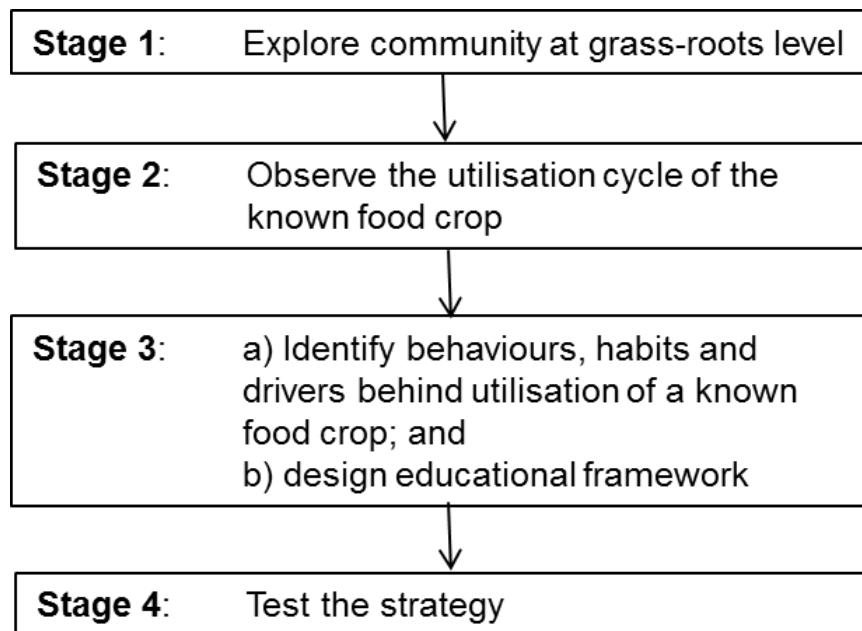 Stage 1: Explore community at grass-roots level
Stage 2: Observe the utilisation cycle of the
known food crop
Stage 3: a) Identify behaviours, habits and
drivers behind utilisation of a known
food crop; and
b) design educational framework
Stage 4: Test the strategy